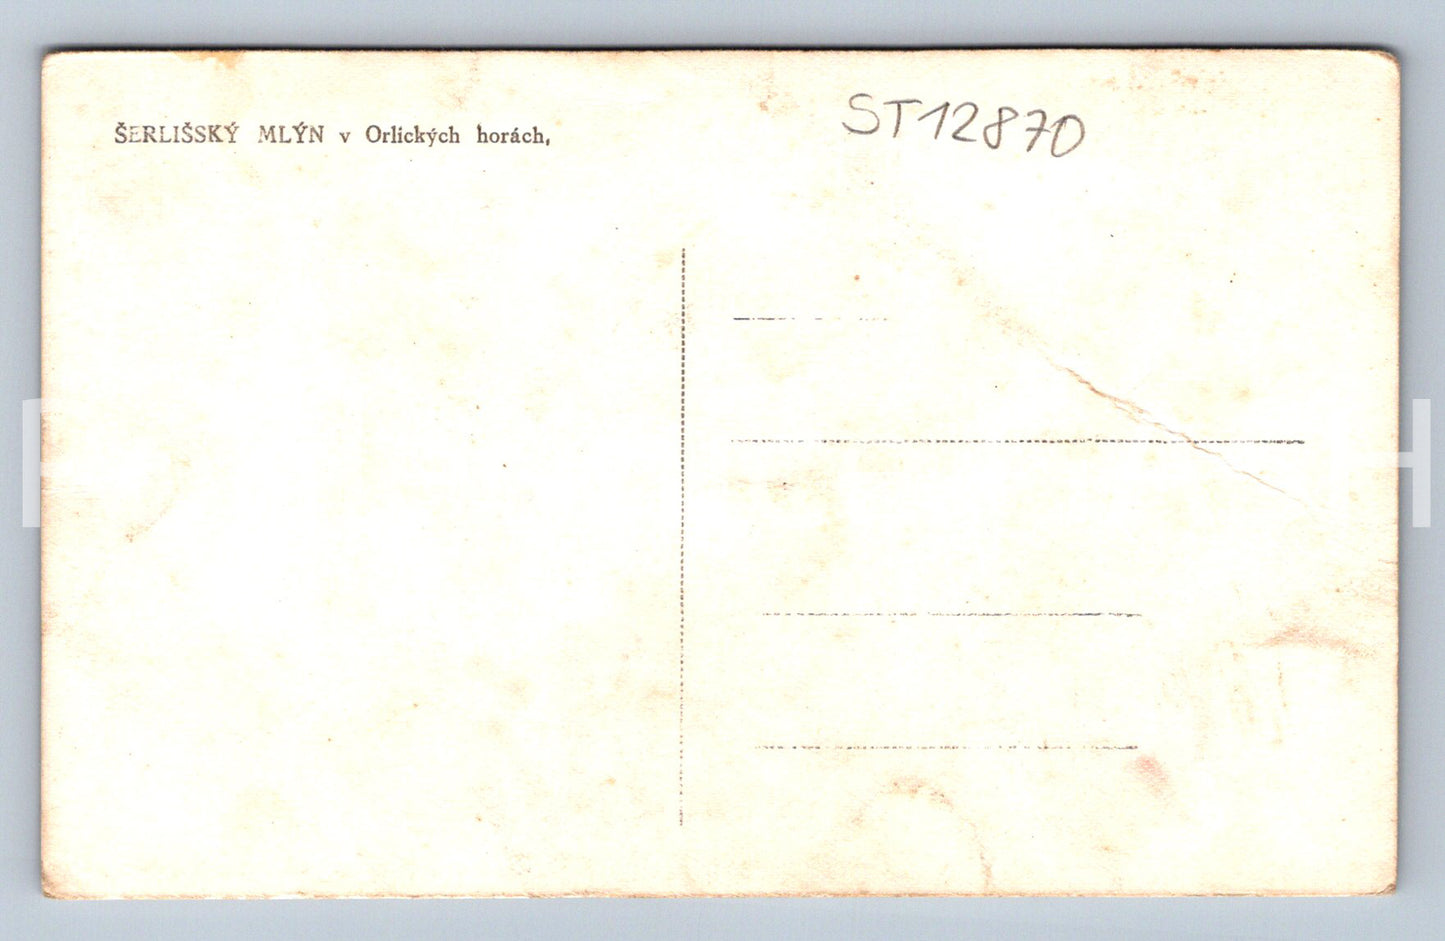 ŠERLIŠSKÝ MLÝN v Orlických horách,
ST12870